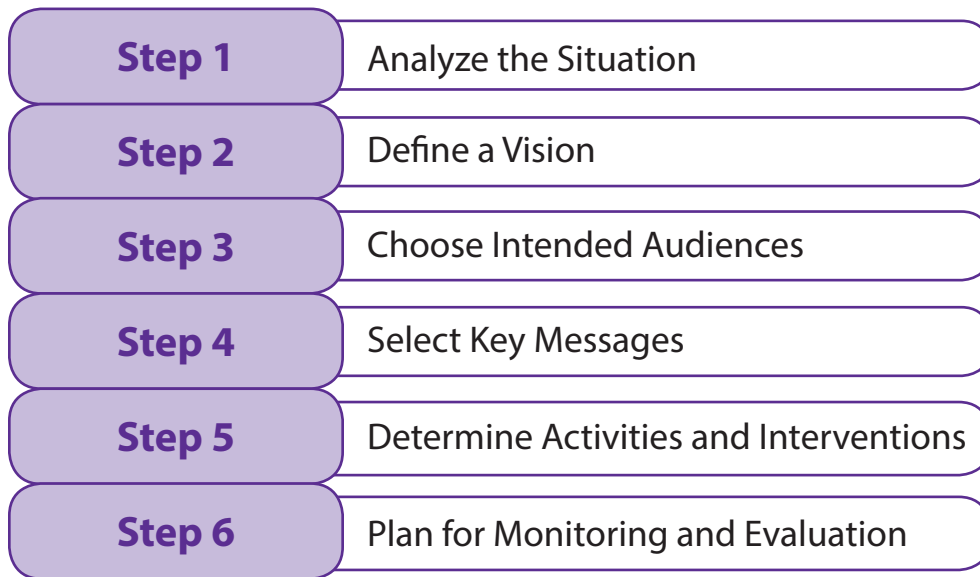 Step 1 Analyze the Situation
Step 2 Define a Vision
Step 3 Choose Intended Audiences
Step 4 Select Key Messages
Step 5 Determine Activities and Interventions
Step 6 Plan for Monitoring and Evaluation